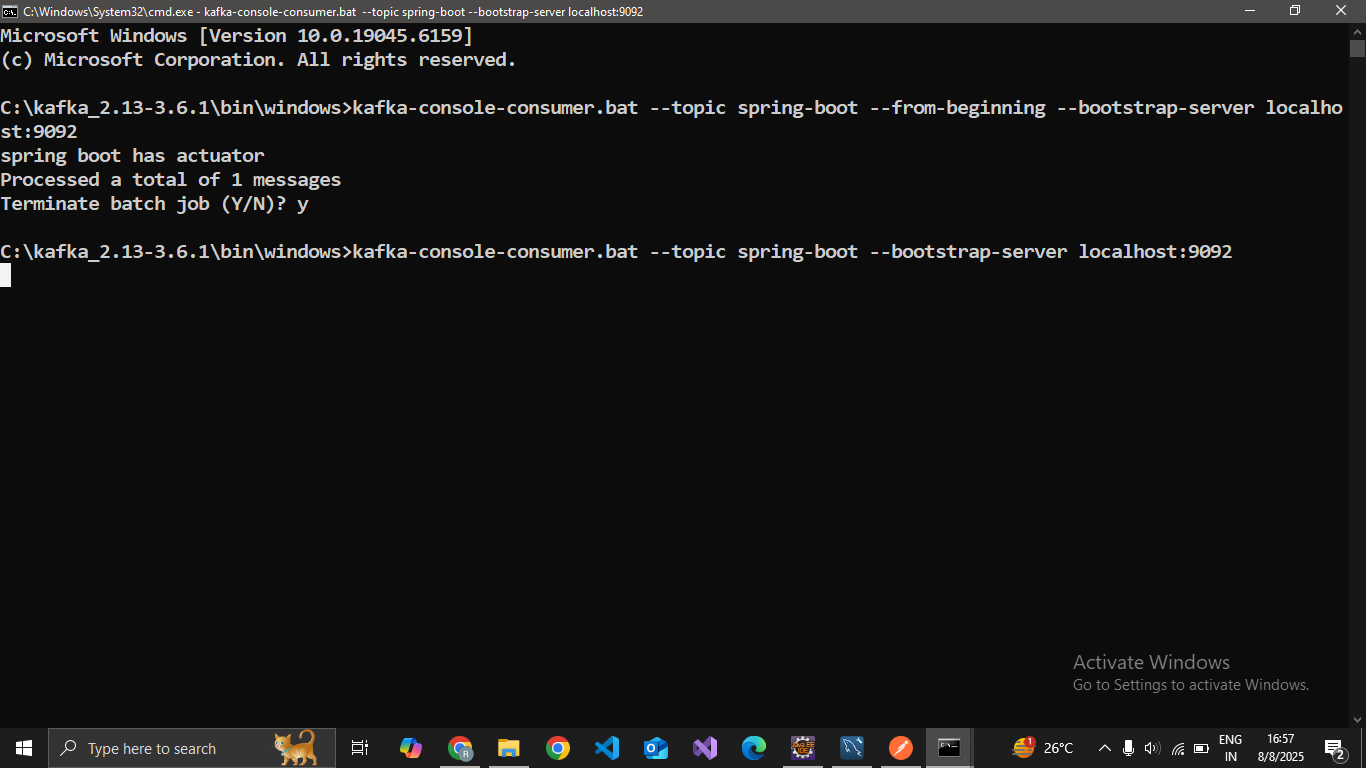 C:\Windows\System32\cmd.exe - kafka-console-consumer.bat  --topic spring-boot --bootstrap-server localhost:9092
Microsoft Windows [Version 10.0.19045.6159]
(c) Microsoft Corporation. All rights reserved.
C:\kafka_2.13-3.6.1\bin\windows>kafka-console-consumer.bat --topic spring-boot --from-beginning --bootstrap-server localho
st:9092
spring boot has actuator
Processed a total of 1 messages
Terminate batch job (Y/N)? y
C:\kafka_2.13-3.6.1\bin\windows>kafka-console-consumer.bat --topic spring-boot --bootstrap-server localhost:9092
Activate Windows
Go to Settings to activate Windows.
Type here to search
1
26°C
ENG
IN
16:57
8/8/2025
2